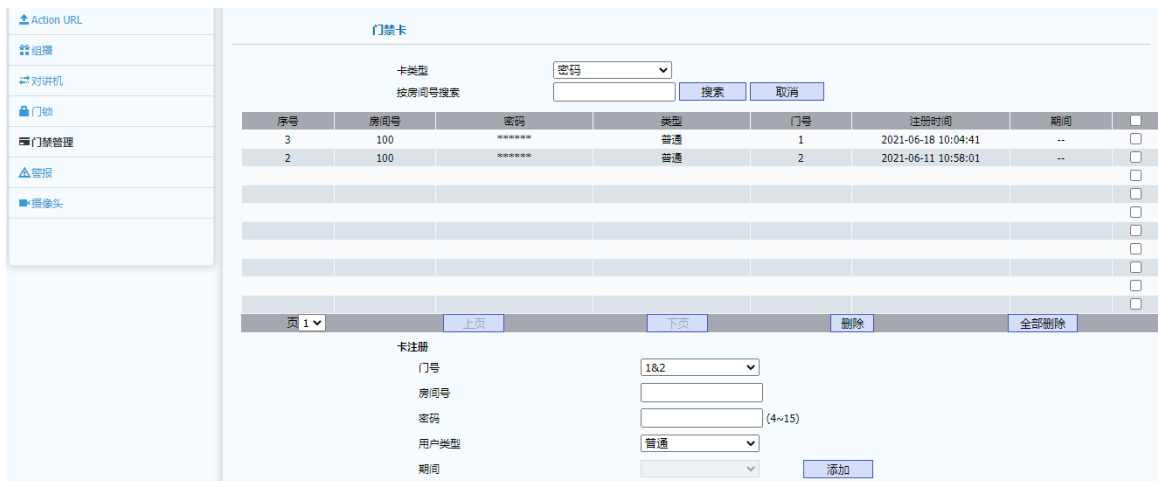 Action URL
门禁卡
组播
卡类型 密码
对讲机
按房间号搜索 搜索 取消
门锁
序号 房间号 密码 类型 门号 注册时间 期间
门禁管理
3 100 ****** 普通 1 2021-06-18 10:04:41 --
2 100 ****** 普通 2 2021-06-11 10:58:01 --
警报
摄像头
页 1 上页 下页 删除 全部删除
卡注册
门号 1&2
房间号
密码 (4~15)
用户类型 普通
期间 添加